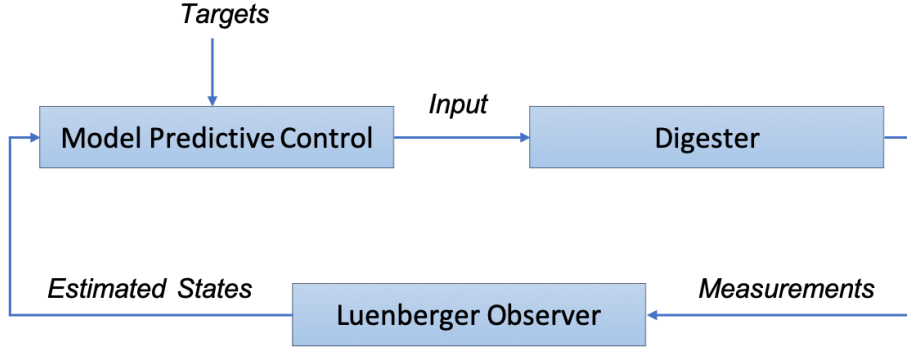 Targets
Input
Model Predictive Control
Digester
Estimated States
Measurements
Luenberger Observer